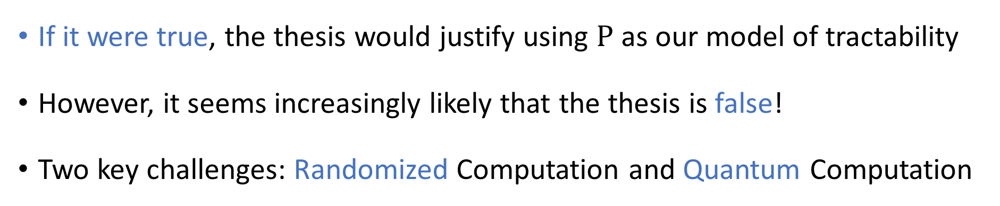 • If it were true, the thesis would justify using P as our model of tractability
• However, it seems increasingly likely that the thesis is false!
• Two key challenges: Randomized Computation and Quantum Computation